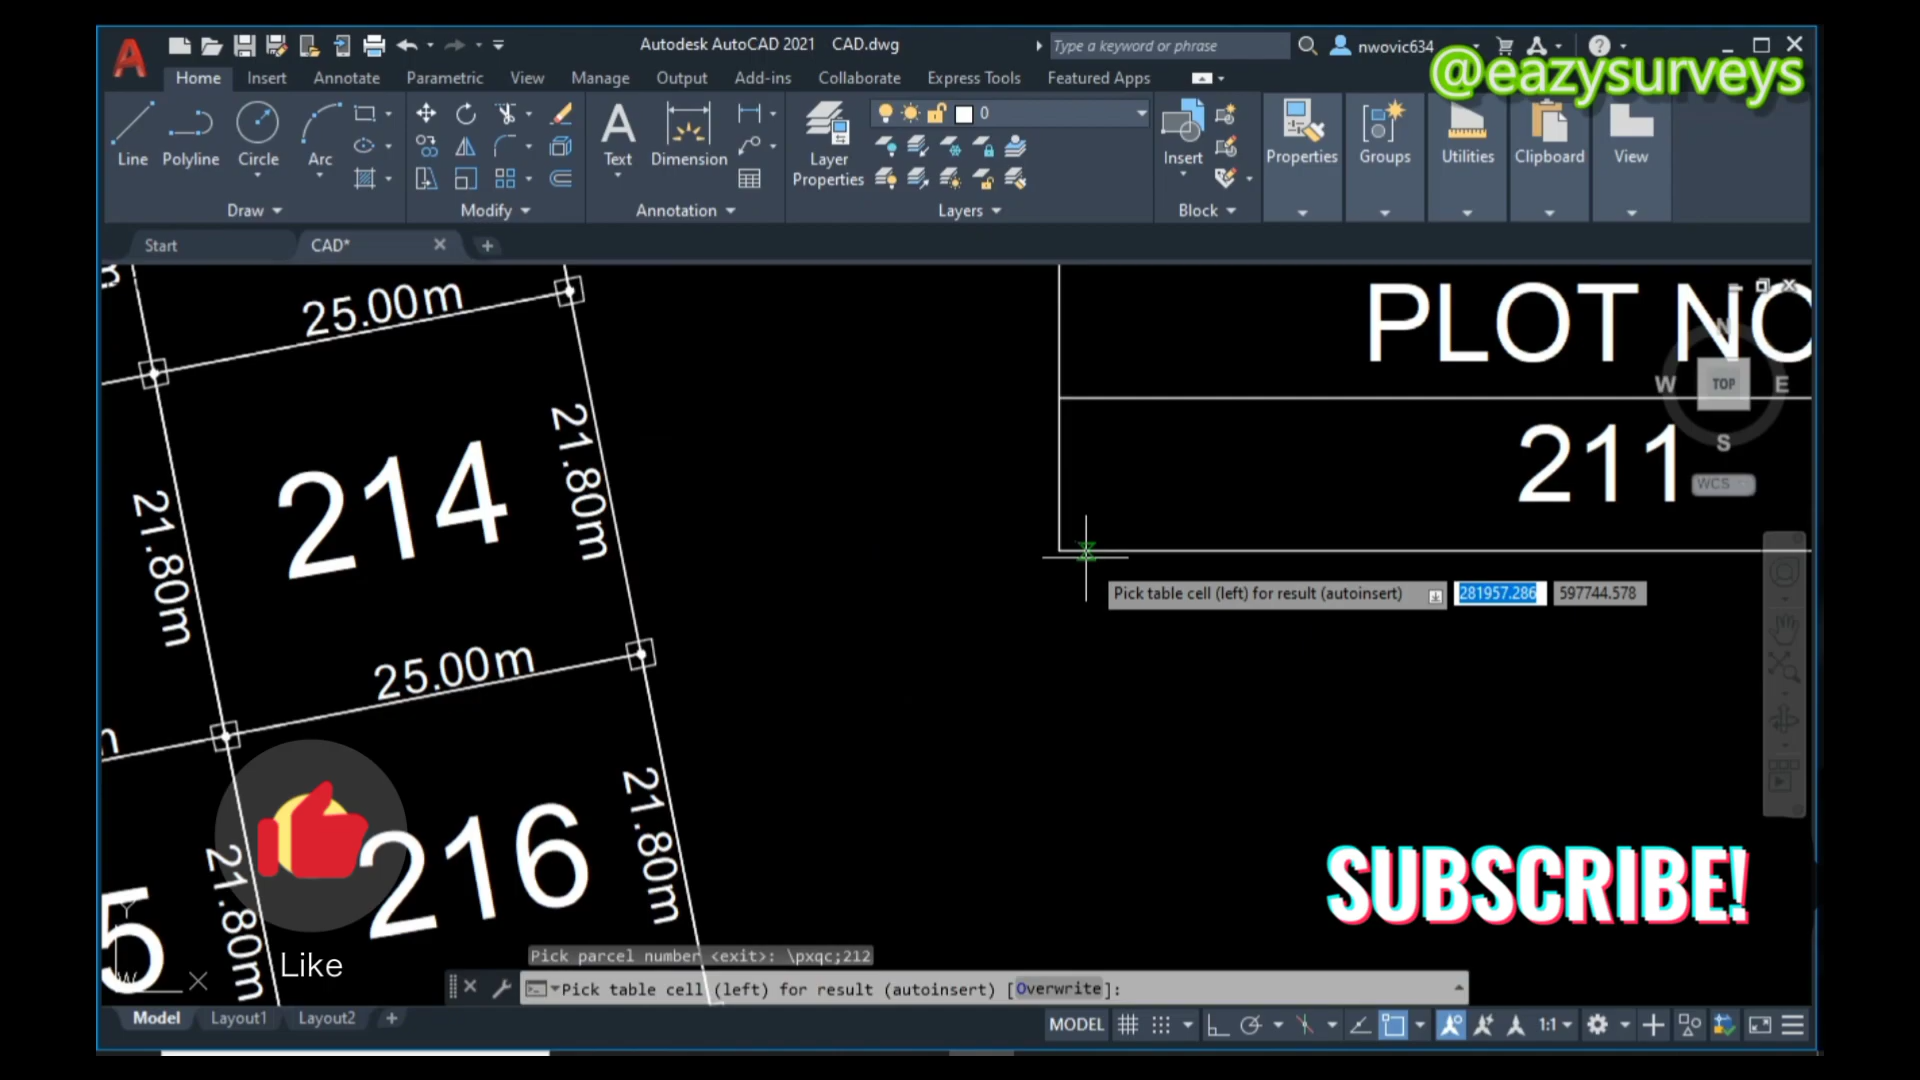 Autodesk AutoCAD 2021 CAD.dwg
Type a keyword or phrase
nwovic634
@eazysurveys
Home Insert Annotate Parametric View Manage Output Add-ins Collaborate Express Tools Featured Apps
0
Line Polyline Circle Arc
Text Dimension
Layer Properties
Insert
Properties Groups Utilities Clipboard View
Draw Modify Annotation Layers Block
Start CAD*
25.00m
PLOT NO
N
W TOP E
S
WCS
211
214
21.80m
21.80m
Pick table cell (left) for result (autoinsert) 281957.286 597744.578
25.00m
216
21.80m
21.80m
5
Like
SUBSCRIBE!
Pick parcel number <exit>: \pxqc;212
Pick table cell (left) for result (autoinsert) [Overwrite]:
Model Layout1 Layout2 +
MODEL 1:1